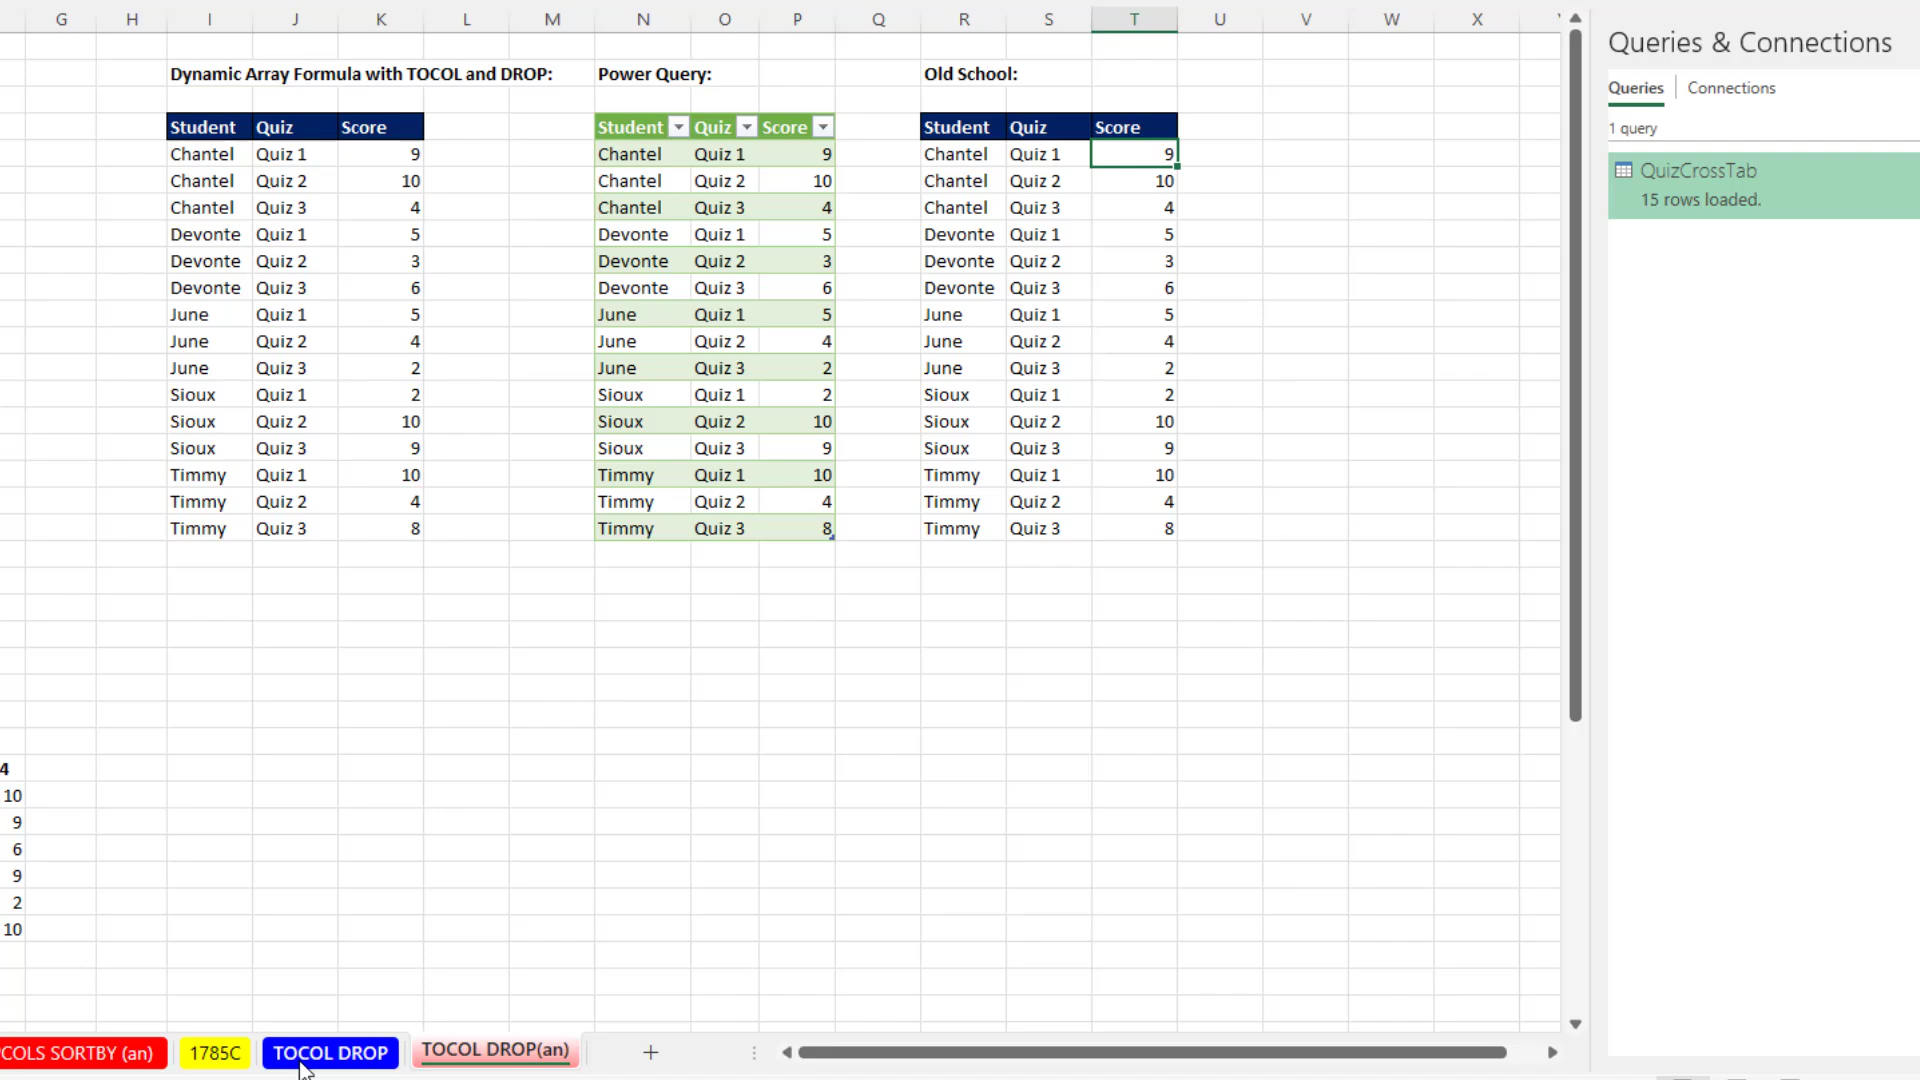 G H I J K L M N O P Q R S T U V W X
Dynamic Array Formula with TOCOL and DROP: Power Query: Old School:
Student Quiz Score Student Quiz Score Student Quiz Score
Chantel Quiz 1 9 Chantel Quiz 1 9 Chantel Quiz 1 9
Chantel Quiz 2 10 Chantel Quiz 2 10 Chantel Quiz 2 10
Chantel Quiz 3 4 Chantel Quiz 3 4 Chantel Quiz 3 4
Devonte Quiz 1 5 Devonte Quiz 1 5 Devonte Quiz 1 5
Devonte Quiz 2 3 Devonte Quiz 2 3 Devonte Quiz 2 3
Devonte Quiz 3 6 Devonte Quiz 3 6 Devonte Quiz 3 6
June Quiz 1 5 June Quiz 1 5 June Quiz 1 5
June Quiz 2 4 June Quiz 2 4 June Quiz 2 4
June Quiz 3 2 June Quiz 3 2 June Quiz 3 2
Sioux Quiz 1 2 Sioux Quiz 1 2 Sioux Quiz 1 2
Sioux Quiz 2 10 Sioux Quiz 2 10 Sioux Quiz 2 10
Sioux Quiz 3 9 Sioux Quiz 3 9 Sioux Quiz 3 9
Timmy Quiz 1 10 Timmy Quiz 1 10 Timmy Quiz 1 10
Timmy Quiz 2 4 Timmy Quiz 2 4 Timmy Quiz 2 4
Timmy Quiz 3 8 Timmy Quiz 3 8 Timmy Quiz 3 8
4
10
9
6
9
2
10
COLS SORTBY (an) 1785C TOCOL DROP TOCOL DROP(an)
Queries & Connections
Queries Connections
1 query
QuizCrossTab
15 rows loaded.